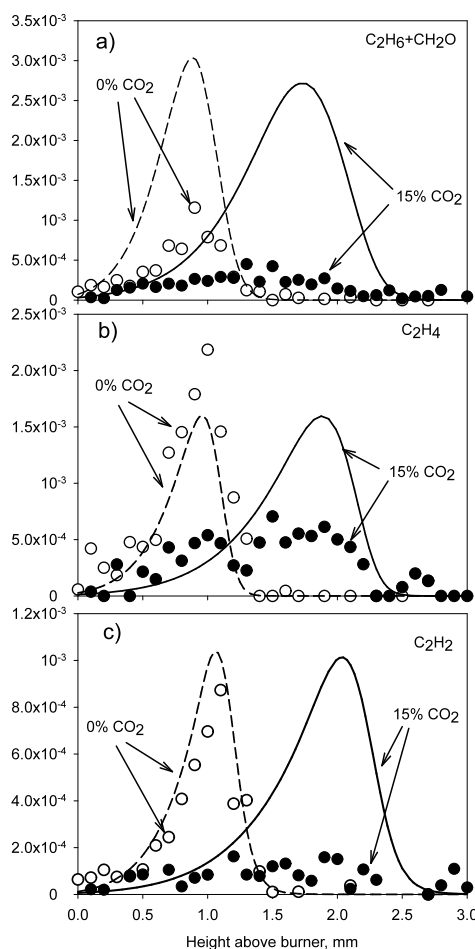 3.5x10⁻³
a)
C₂H₆+CH₂O
3.0x10⁻³
0% CO₂
2.5x10⁻³
2.0x10⁻³
1.5x10⁻³
15% CO₂
10⁻³
5.0x10⁻⁴
0
2.5x10⁻³
b)
C₂H₄
2.0x10⁻³
0% CO₂
1.5x10⁻³
10⁻³
15% CO₂
5.0x10⁻⁴
0
1.2x10⁻³
c)
C₂H₂
10⁻³
0% CO₂
15% CO₂
8.0x10⁻⁴
6.0x10⁻⁴
4.0x10⁻⁴
2.0x10⁻⁴
0
0.0 0.5 1.0 1.5 2.0 2.5 3.0
Height above burner, mm